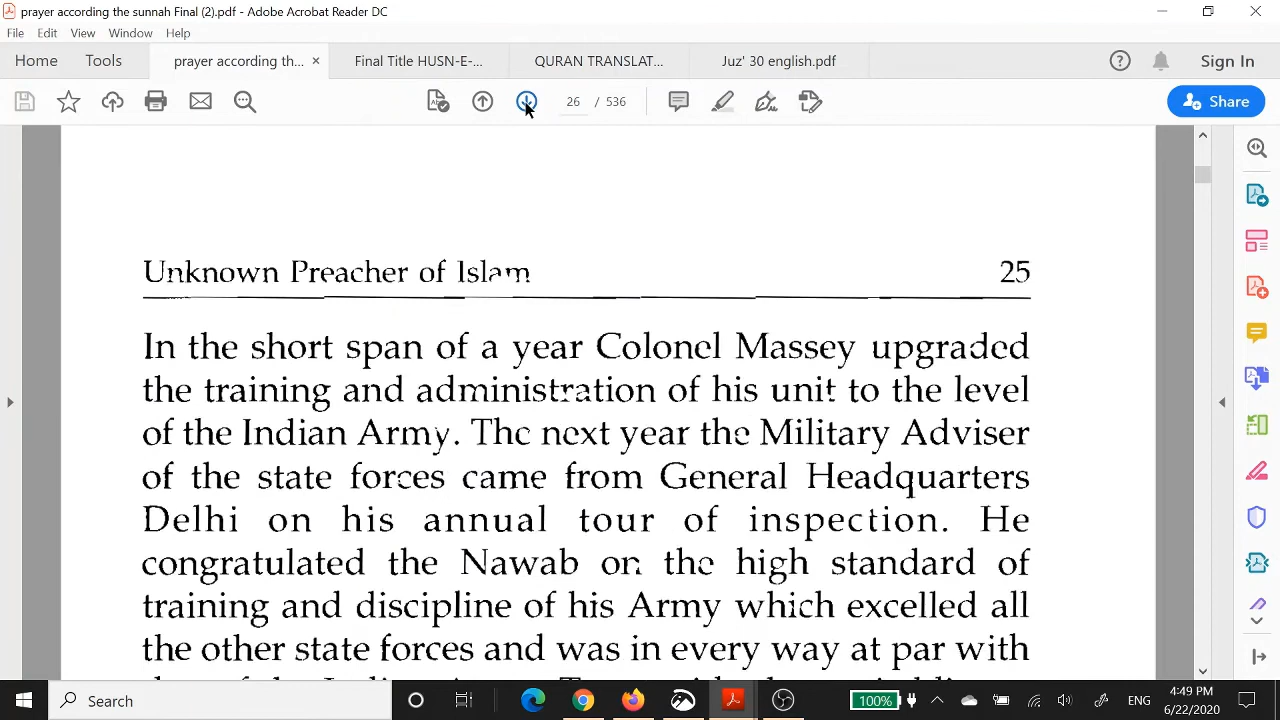 prayer according the sunnah Final (2).pdf - Adobe Acrobat Reader DC
File Edit View Window Help
Home Tools prayer according th... × Final Title HUSN-E-... QURAN TRANSLAT... Juz' 30 english.pdf Sign In
26 / 536 Share
Unknown Preacher of Islam 25
In the short span of a year Colonel Massey upgraded
the training and administration of his unit to the level
of the Indian Army. The next year the Military Adviser
of the state forces came from General Headquarters
Delhi on his annual tour of inspection. He
congratulated the Nawab on the high standard of
training and discipline of his Army which excelled all
the other state forces and was in every way at par with
Search 100% ENG 4:49 PM
6/22/2020